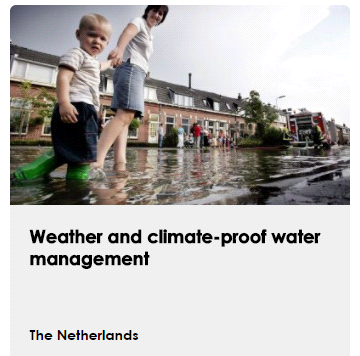 Weather and climate-proof water
management
The Netherlands